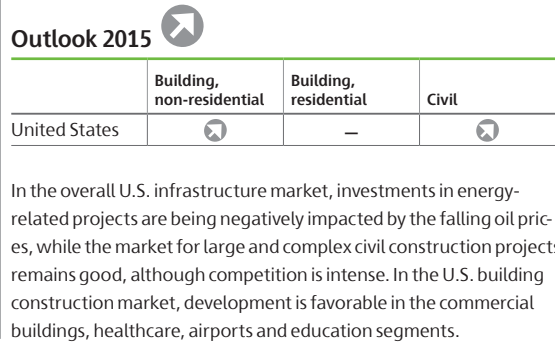 Outlook 2015
Building,
non-residential
Building,
residential
Civil
United States
–
In the overall U.S. infrastructure market, investments in energy-
related projects are being negatively impacted by the falling oil pric-
es, while the market for large and complex civil construction projects
remains good, although competition is intense. In the U.S. building
construction market, development is favorable in the commercial
buildings, healthcare, airports and education segments.